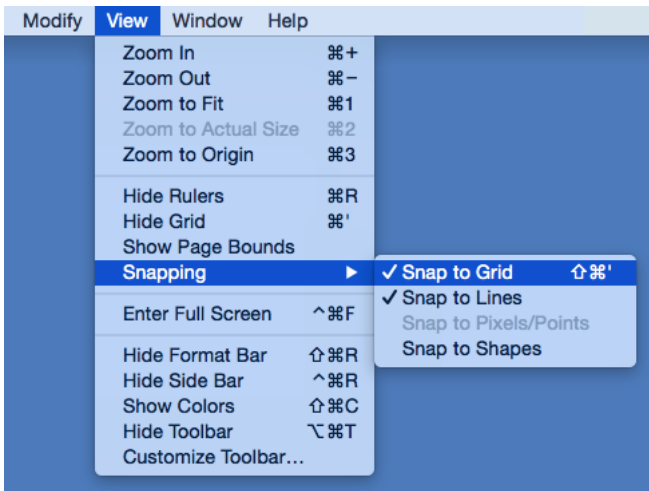 Modify View Window Help
Zoom In ⌘+
Zoom Out ⌘−
Zoom to Fit ⌘1
Zoom to Actual Size ⌘2
Zoom to Origin ⌘3
Hide Rulers ⌘R
Hide Grid ⌘'
Show Page Bounds
Snapping ▶
✓ Snap to Grid ⇧⌘'
✓ Snap to Lines
Snap to Pixels/Points
Snap to Shapes
Enter Full Screen ^⌘F
Hide Format Bar ⇧⌘R
Hide Side Bar ^⌘R
Show Colors ⇧⌘C
Hide Toolbar ⌥⌘T
Customize Toolbar…